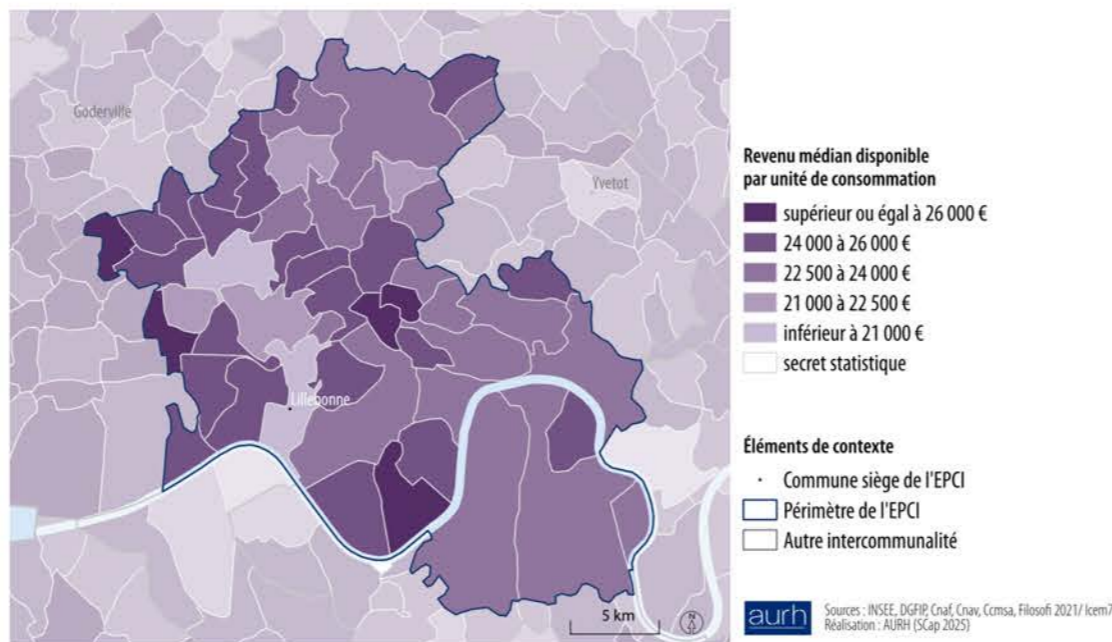 Goderville
Yvetot
Lillebonne
5 km
N
Revenu médian disponible
par unité de consommation
supérieur ou égal à 26 000 €
24 000 à 26 000 €
22 500 à 24 000 €
21 000 à 22 500 €
inférieur à 21 000 €
secret statistique
Éléments de contexte
Commune siège de l'EPCI
Périmètre de l'EPCI
Autre intercommunalité
aurh
Sources : INSEE, DGFIP, Cnaf, Cnav, Ccmsa, Filosofi 2021/ Icem7
Réalisation : AURH (SCap 2025)